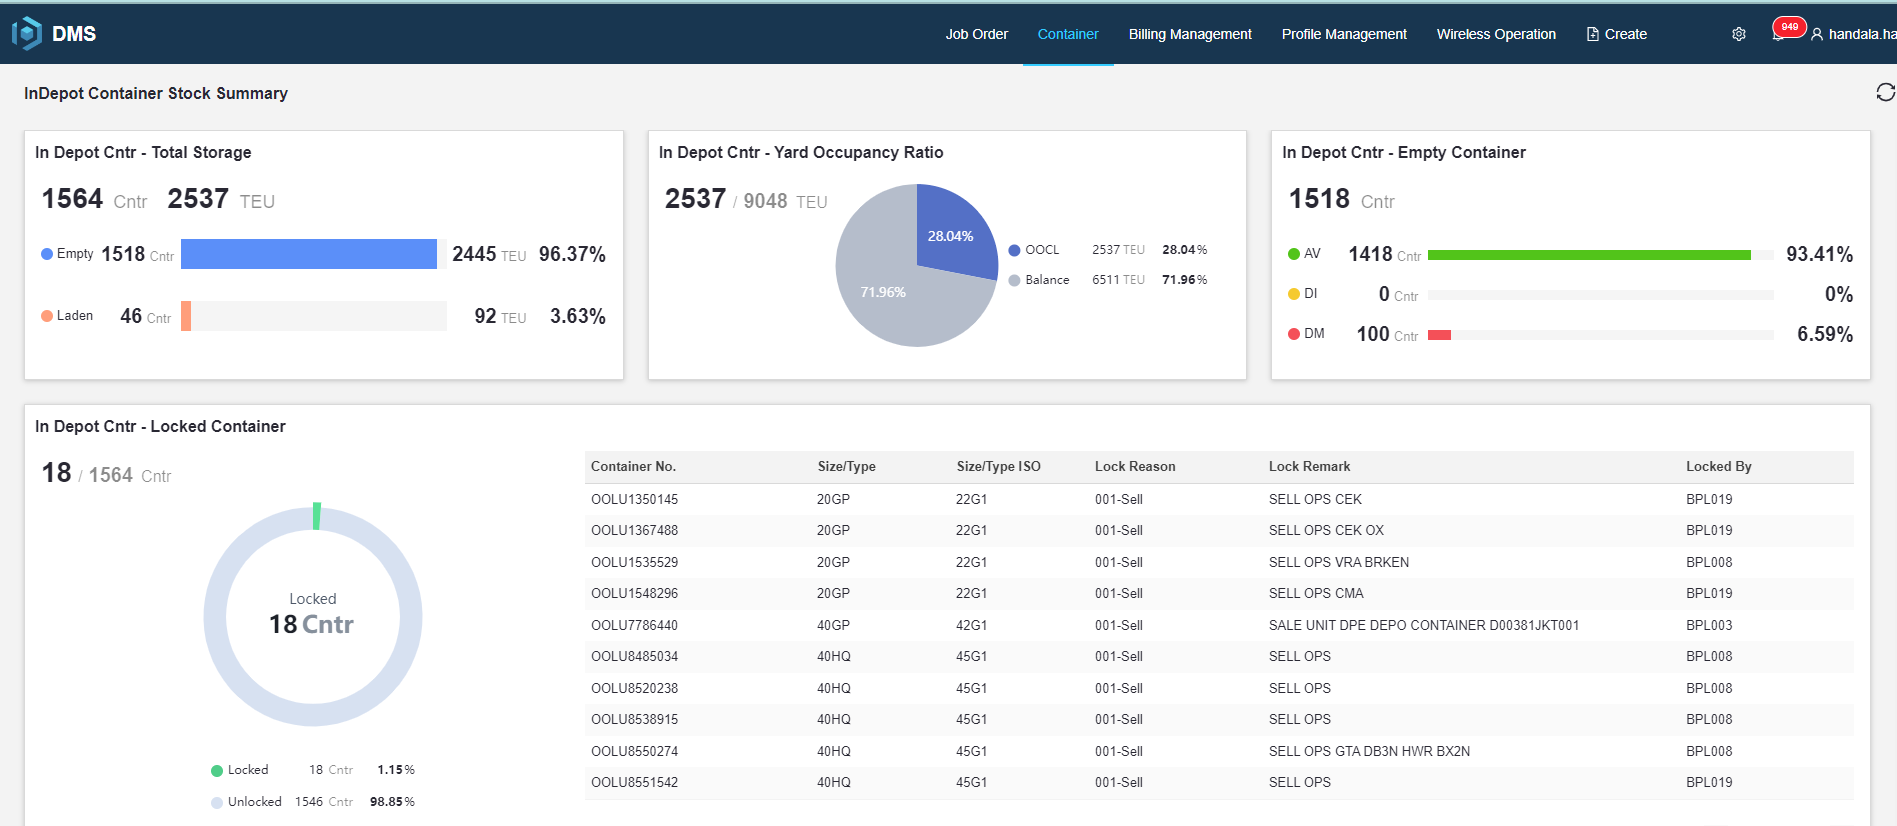 DMS
Job Order Container Billing Management Profile Management Wireless Operation Create 949 handala.ha
InDepot Container Stock Summary
In Depot Cntr - Total Storage
1564 Cntr 2537 TEU
Empty 1518 Cntr 2445 TEU 96.37%
Laden 46 Cntr 92 TEU 3.63%
In Depot Cntr - Yard Occupancy Ratio
2537 / 9048 TEU
28.04%
71.96%
OOCL 2537 TEU 28.04%
Balance 6511 TEU 71.96%
In Depot Cntr - Empty Container
1518 Cntr
AV 1418 Cntr 93.41%
DI 0 Cntr 0%
DM 100 Cntr 6.59%
In Depot Cntr - Locked Container
18 / 1564 Cntr
Locked
18 Cntr
Locked 18 Cntr 1.15%
Unlocked 1546 Cntr 98.85%
Container No. Size/Type Size/Type ISO Lock Reason Lock Remark Locked By
OOLU1350145 20GP 22G1 001-Sell SELL OPS CEK BPL019
OOLU1367488 20GP 22G1 001-Sell SELL OPS CEK OX BPL019
OOLU1535529 20GP 22G1 001-Sell SELL OPS VRA BRKEN BPL008
OOLU1548296 20GP 22G1 001-Sell SELL OPS CMA BPL019
OOLU7786440 40GP 42G1 001-Sell SALE UNIT DPE DEPO CONTAINER D00381JKT001 BPL003
OOLU8485034 40HQ 45G1 001-Sell SELL OPS BPL008
OOLU8520238 40HQ 45G1 001-Sell SELL OPS BPL008
OOLU8538915 40HQ 45G1 001-Sell SELL OPS BPL008
OOLU8550274 40HQ 45G1 001-Sell SELL OPS GTA DB3N HWR BX2N BPL008
OOLU8551542 40HQ 45G1 001-Sell SELL OPS BPL019